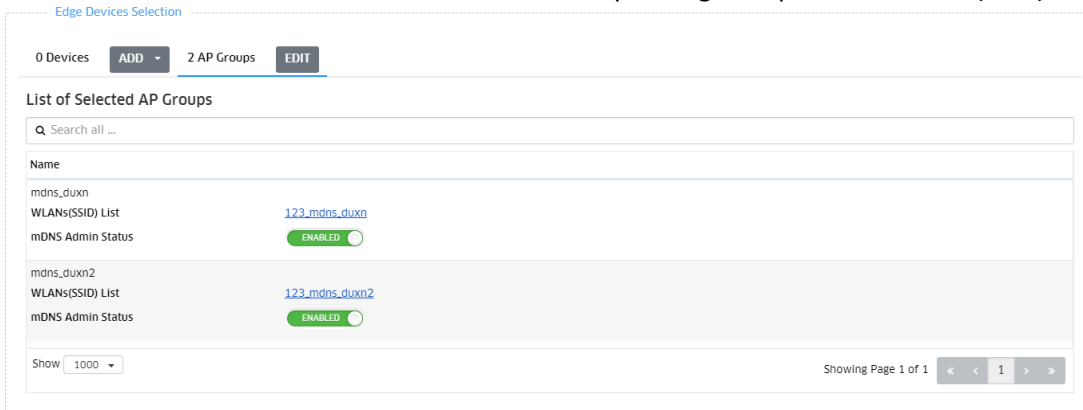 Edge Devices Selection
0 Devices ADD 2 AP Groups EDIT
List of Selected AP Groups
Search all ...
Name
mdns_duxn
WLANs(SSID) List 123_mdns_duxn
mDNS Admin Status ENABLED
mdns_duxn2
WLANs(SSID) List 123_mdns_duxn2
mDNS Admin Status ENABLED
Show 1000 Showing Page 1 of 1 « < 1 > »